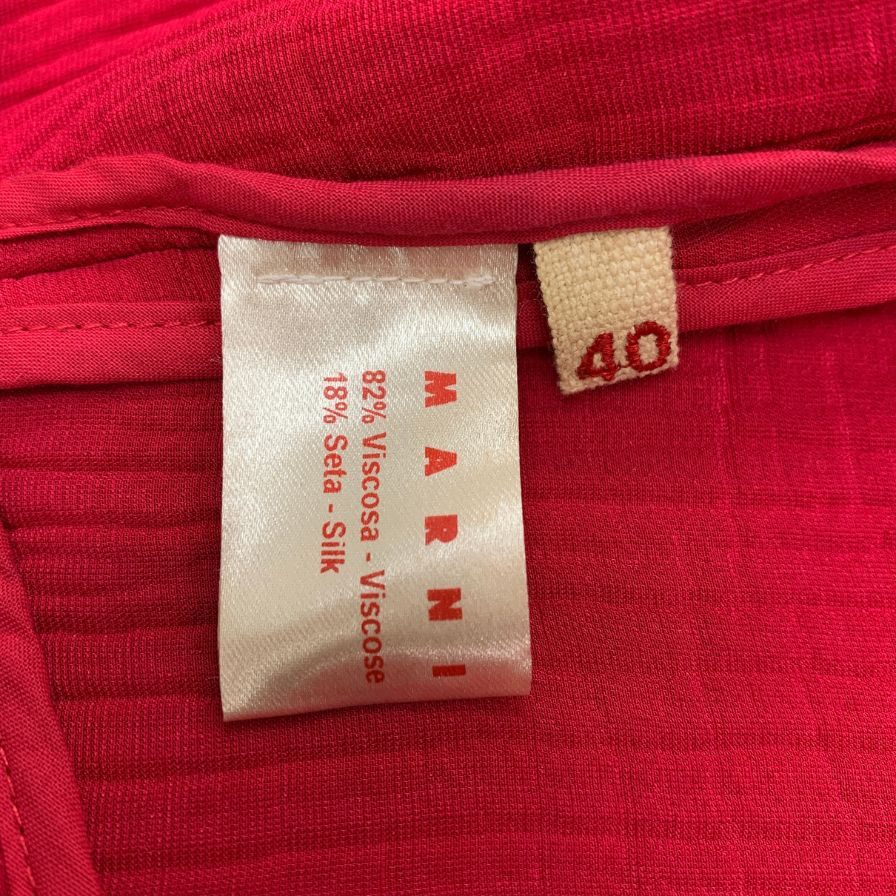 MARNI
82% Viscosa - Viscose
18% Seta - Silk
40